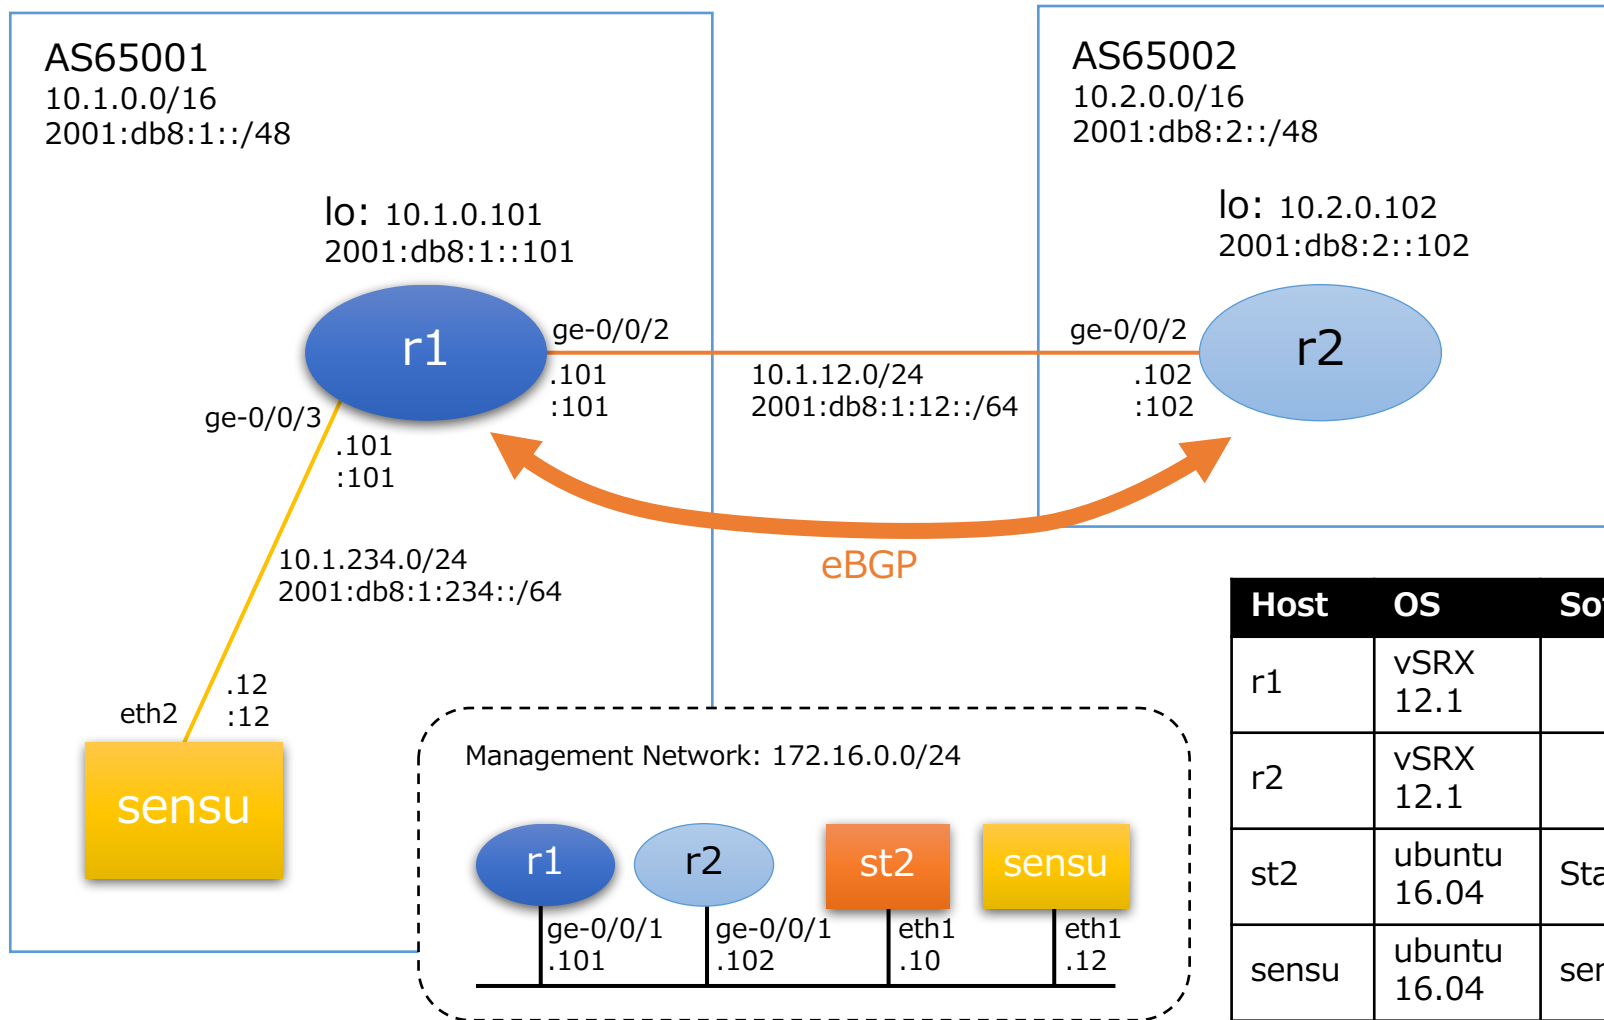 AS65001
10.1.0.0/16
2001:db8:1::/48
AS65002
10.2.0.0/16
2001:db8:2::/48
lo: 10.1.0.101
2001:db8:1::101
lo: 10.2.0.102
2001:db8:2::102
r1
ge-0/0/2
.101
:101
10.1.12.0/24
2001:db8:1:12::/64
ge-0/0/2
.102
:102
r2
ge-0/0/3
.101
:101
eBGP
10.1.234.0/24
2001:db8:1:234::/64
eth2
.12
:12
sensu
Management Network: 172.16.0.0/24
r1
r2
st2
sensu
ge-0/0/1
.101
ge-0/0/1
.102
eth1
.10
eth1
.12
Host OS
r1 vSRX
12.1
r2 vSRX
12.1
st2 ubuntu
16.04
sensu ubuntu
16.04